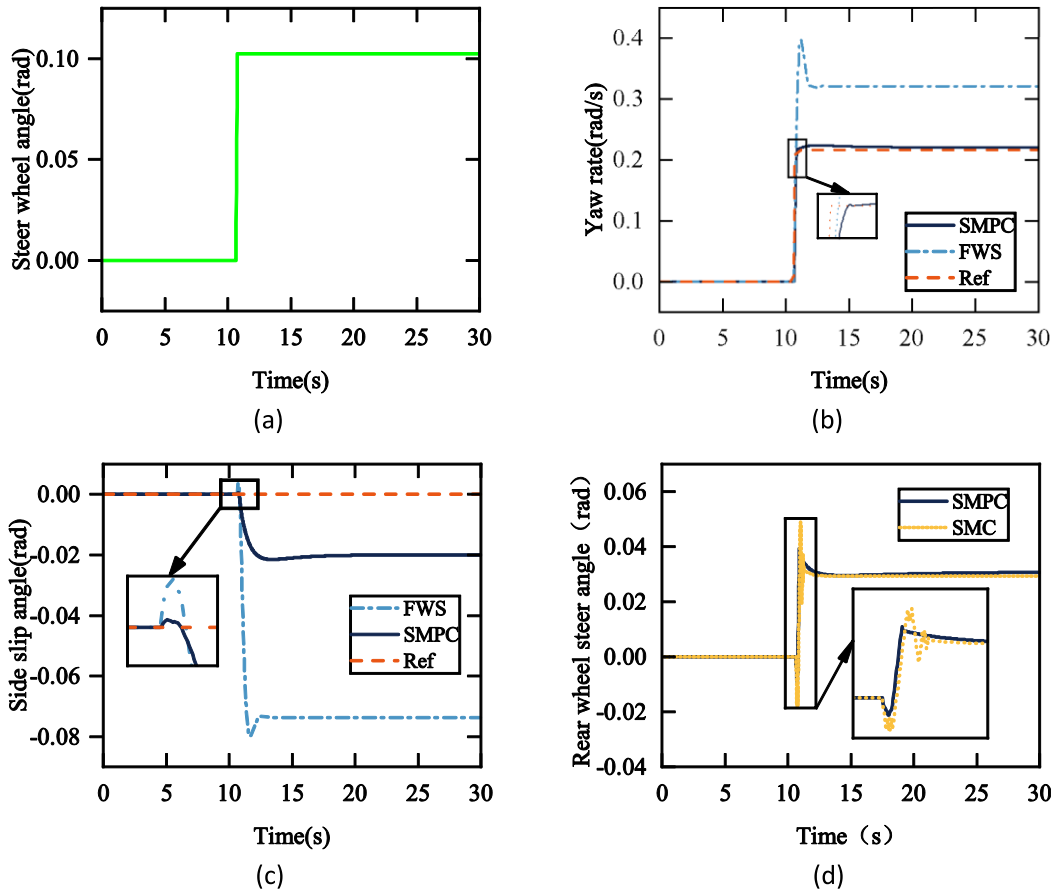 Steer wheel angle(rad)
0.10
0.05
0.00
0 5 10 15 20 25 30
Time(s)
(a)
Yaw rate(rad/s)
0.4
0.3
0.2
0.1
0.0
SMPC
FWS
Ref
0 5 10 15 20 25 30
Time(s)
(b)
Side slip angle(rad)
0.00
-0.02
-0.04
-0.06
-0.08
FWS
SMPC
Ref
0 5 10 15 20 25 30
Time(s)
(c)
Rear wheel steer angle（rad）
0.06
0.04
0.02
0.00
-0.02
-0.04
SMPC
SMC
0 5 10 15 20 25 30
Time（s）
(d)